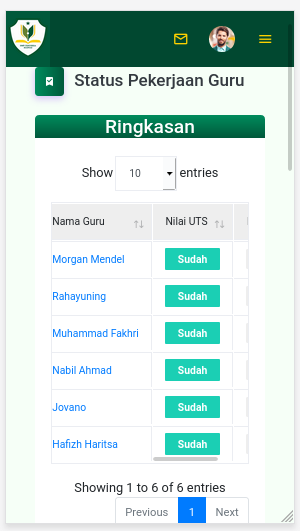 Status Pekerjaan Guru
Ringkasan
Show 10 entries
Nama Guru Nilai UTS
Morgan Mendel Sudah
Rahayuning Sudah
Muhammad Fakhri Sudah
Nabil Ahmad Sudah
Jovano Sudah
Hafizh Haritsa Sudah
Showing 1 to 6 of 6 entries
Previous 1 Next